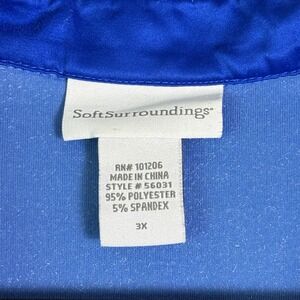 SoftSurroundings®
RN# 101206
MADE IN CHINA
STYLE # 56031
95% POLYESTER
5% SPANDEX
3X